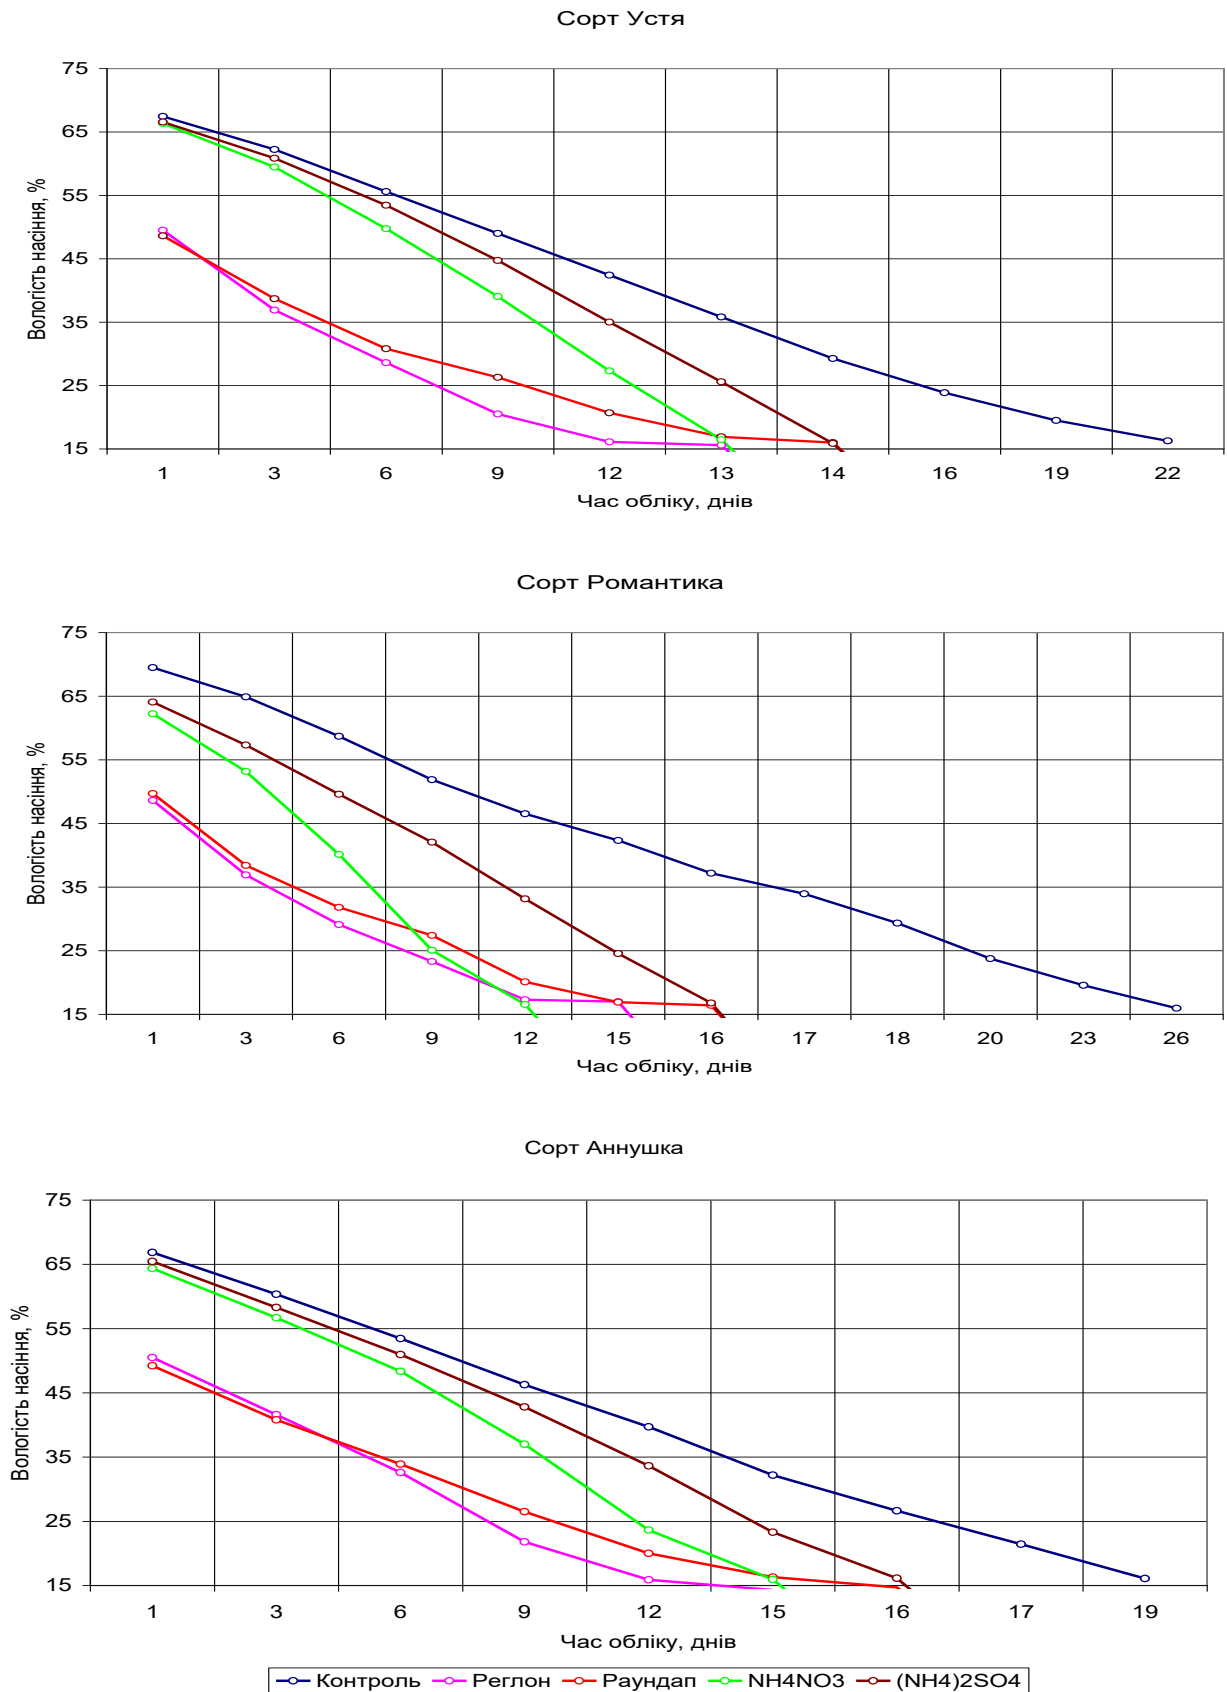 Сорт Устя
75
65
55
45
35
25
15
Вологість насіння, %
1 3 6 9 12 13 14 16 19 22
Час обліку, днів
Сорт Романтика
75
65
55
45
35
25
15
Вологість насіння, %
1 3 6 9 12 15 16 17 18 20 23 26
Час обліку, днів
Сорт Аннушка
75
65
55
45
35
25
15
Вологість насіння, %
1 3 6 9 12 15 16 17 19
Час обліку, днів
Контроль Реглон Раундап NH4NO3 (NH4)2SO4